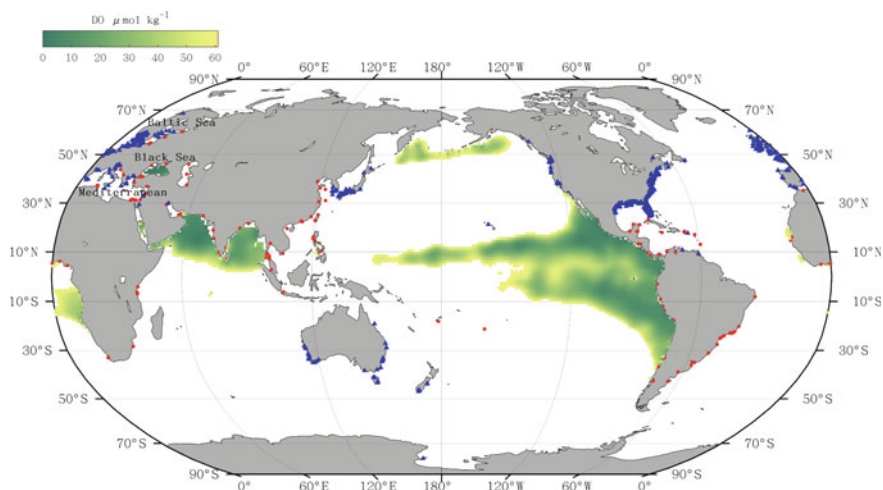 DO μmol kg⁻¹
0 10 20 30 40 50 60
0° 60°E 120°E 180° 120°W 60°W 0°
90°N 90°N
70°N 70°N
Baltic Sea
50°N Black Sea 50°N
Mediterranean
30°N 30°N
10°N 10°N
10°S 10°S
30°S 30°S
50°S 50°S
70°S 70°S
90°S 90°S
0° 60°E 120°E 180° 120°W 60°W 0°